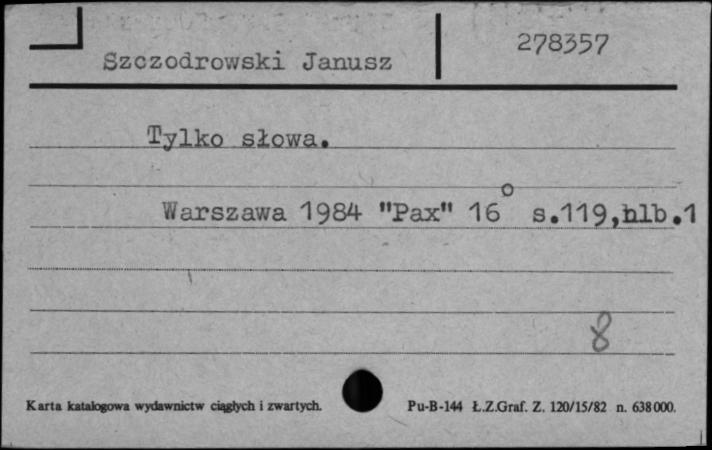 Szczodrowski Janusz
278357
Tylko słowa.
Warszawa 1984 "Pax" 16° s.119,nlb.1
8
Karta katalogowa wydawnictw ciągłych i zwartych.
Pu-B-144 Ł.Z.Graf. Z. 120/15/82 n. 638000.